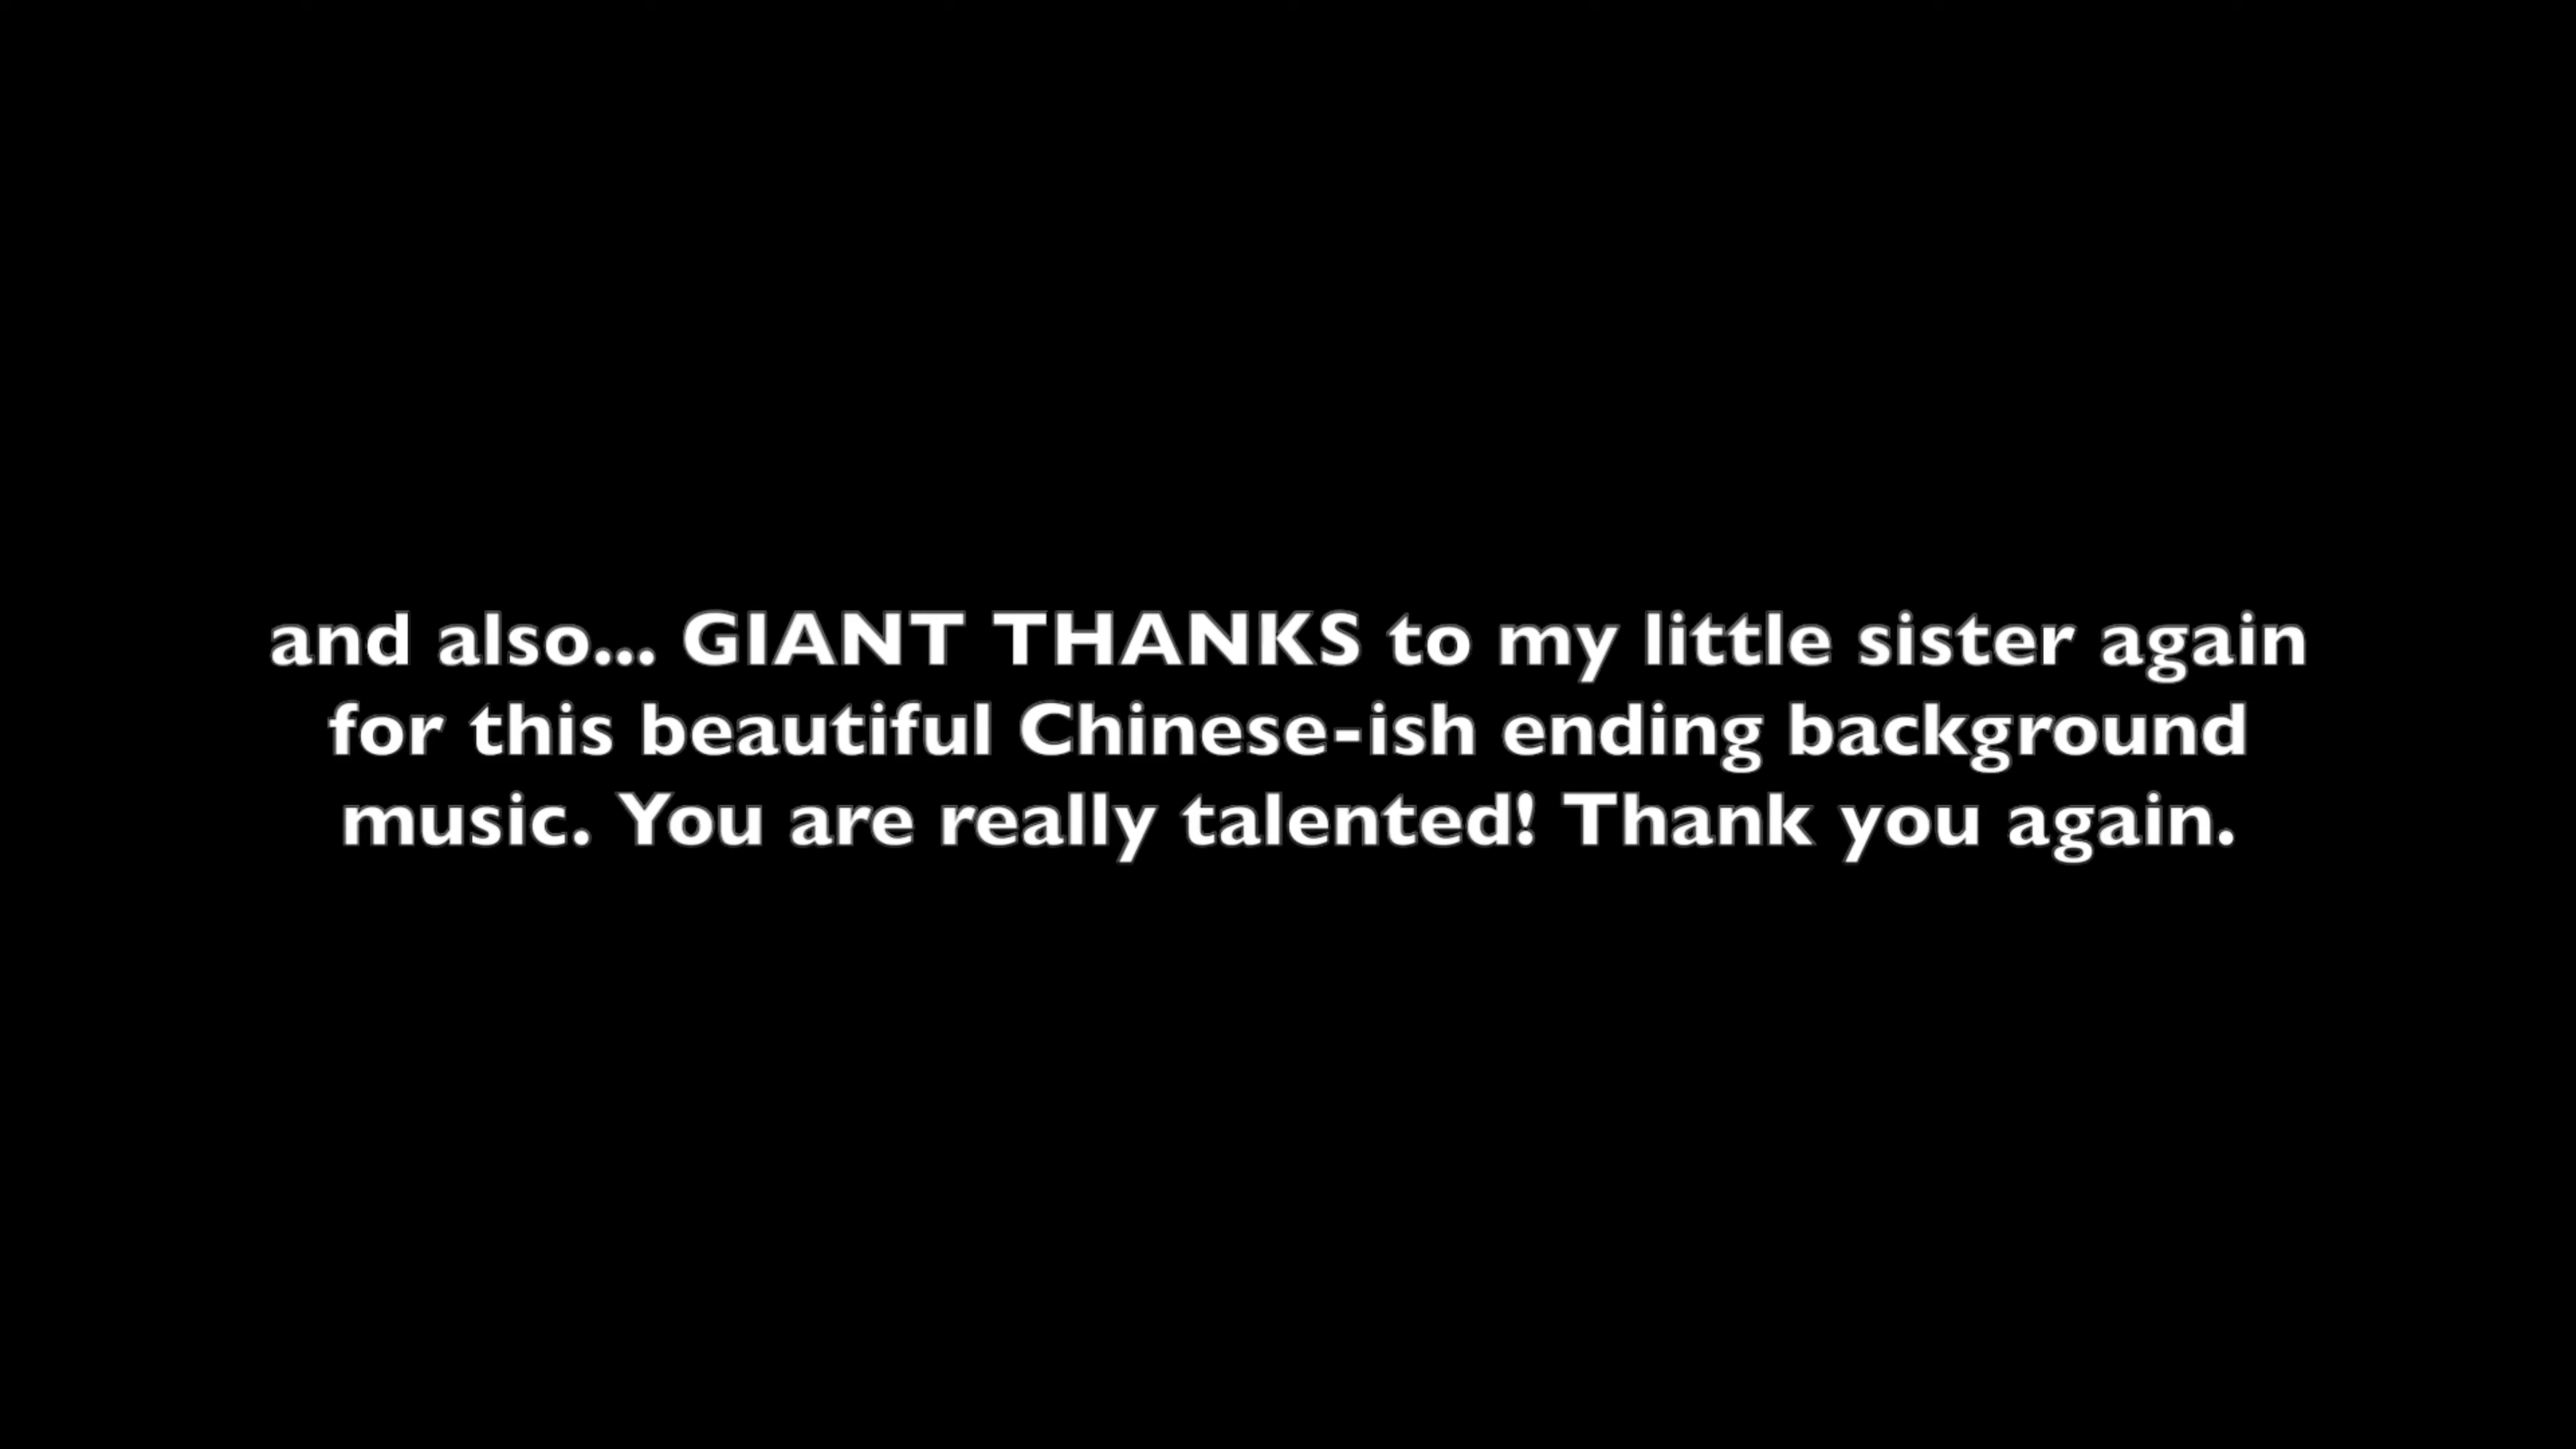 and also... GIANT THANKS to my little sister again
for this beautiful Chinese-ish ending background
music. You are really talented! Thank you again.